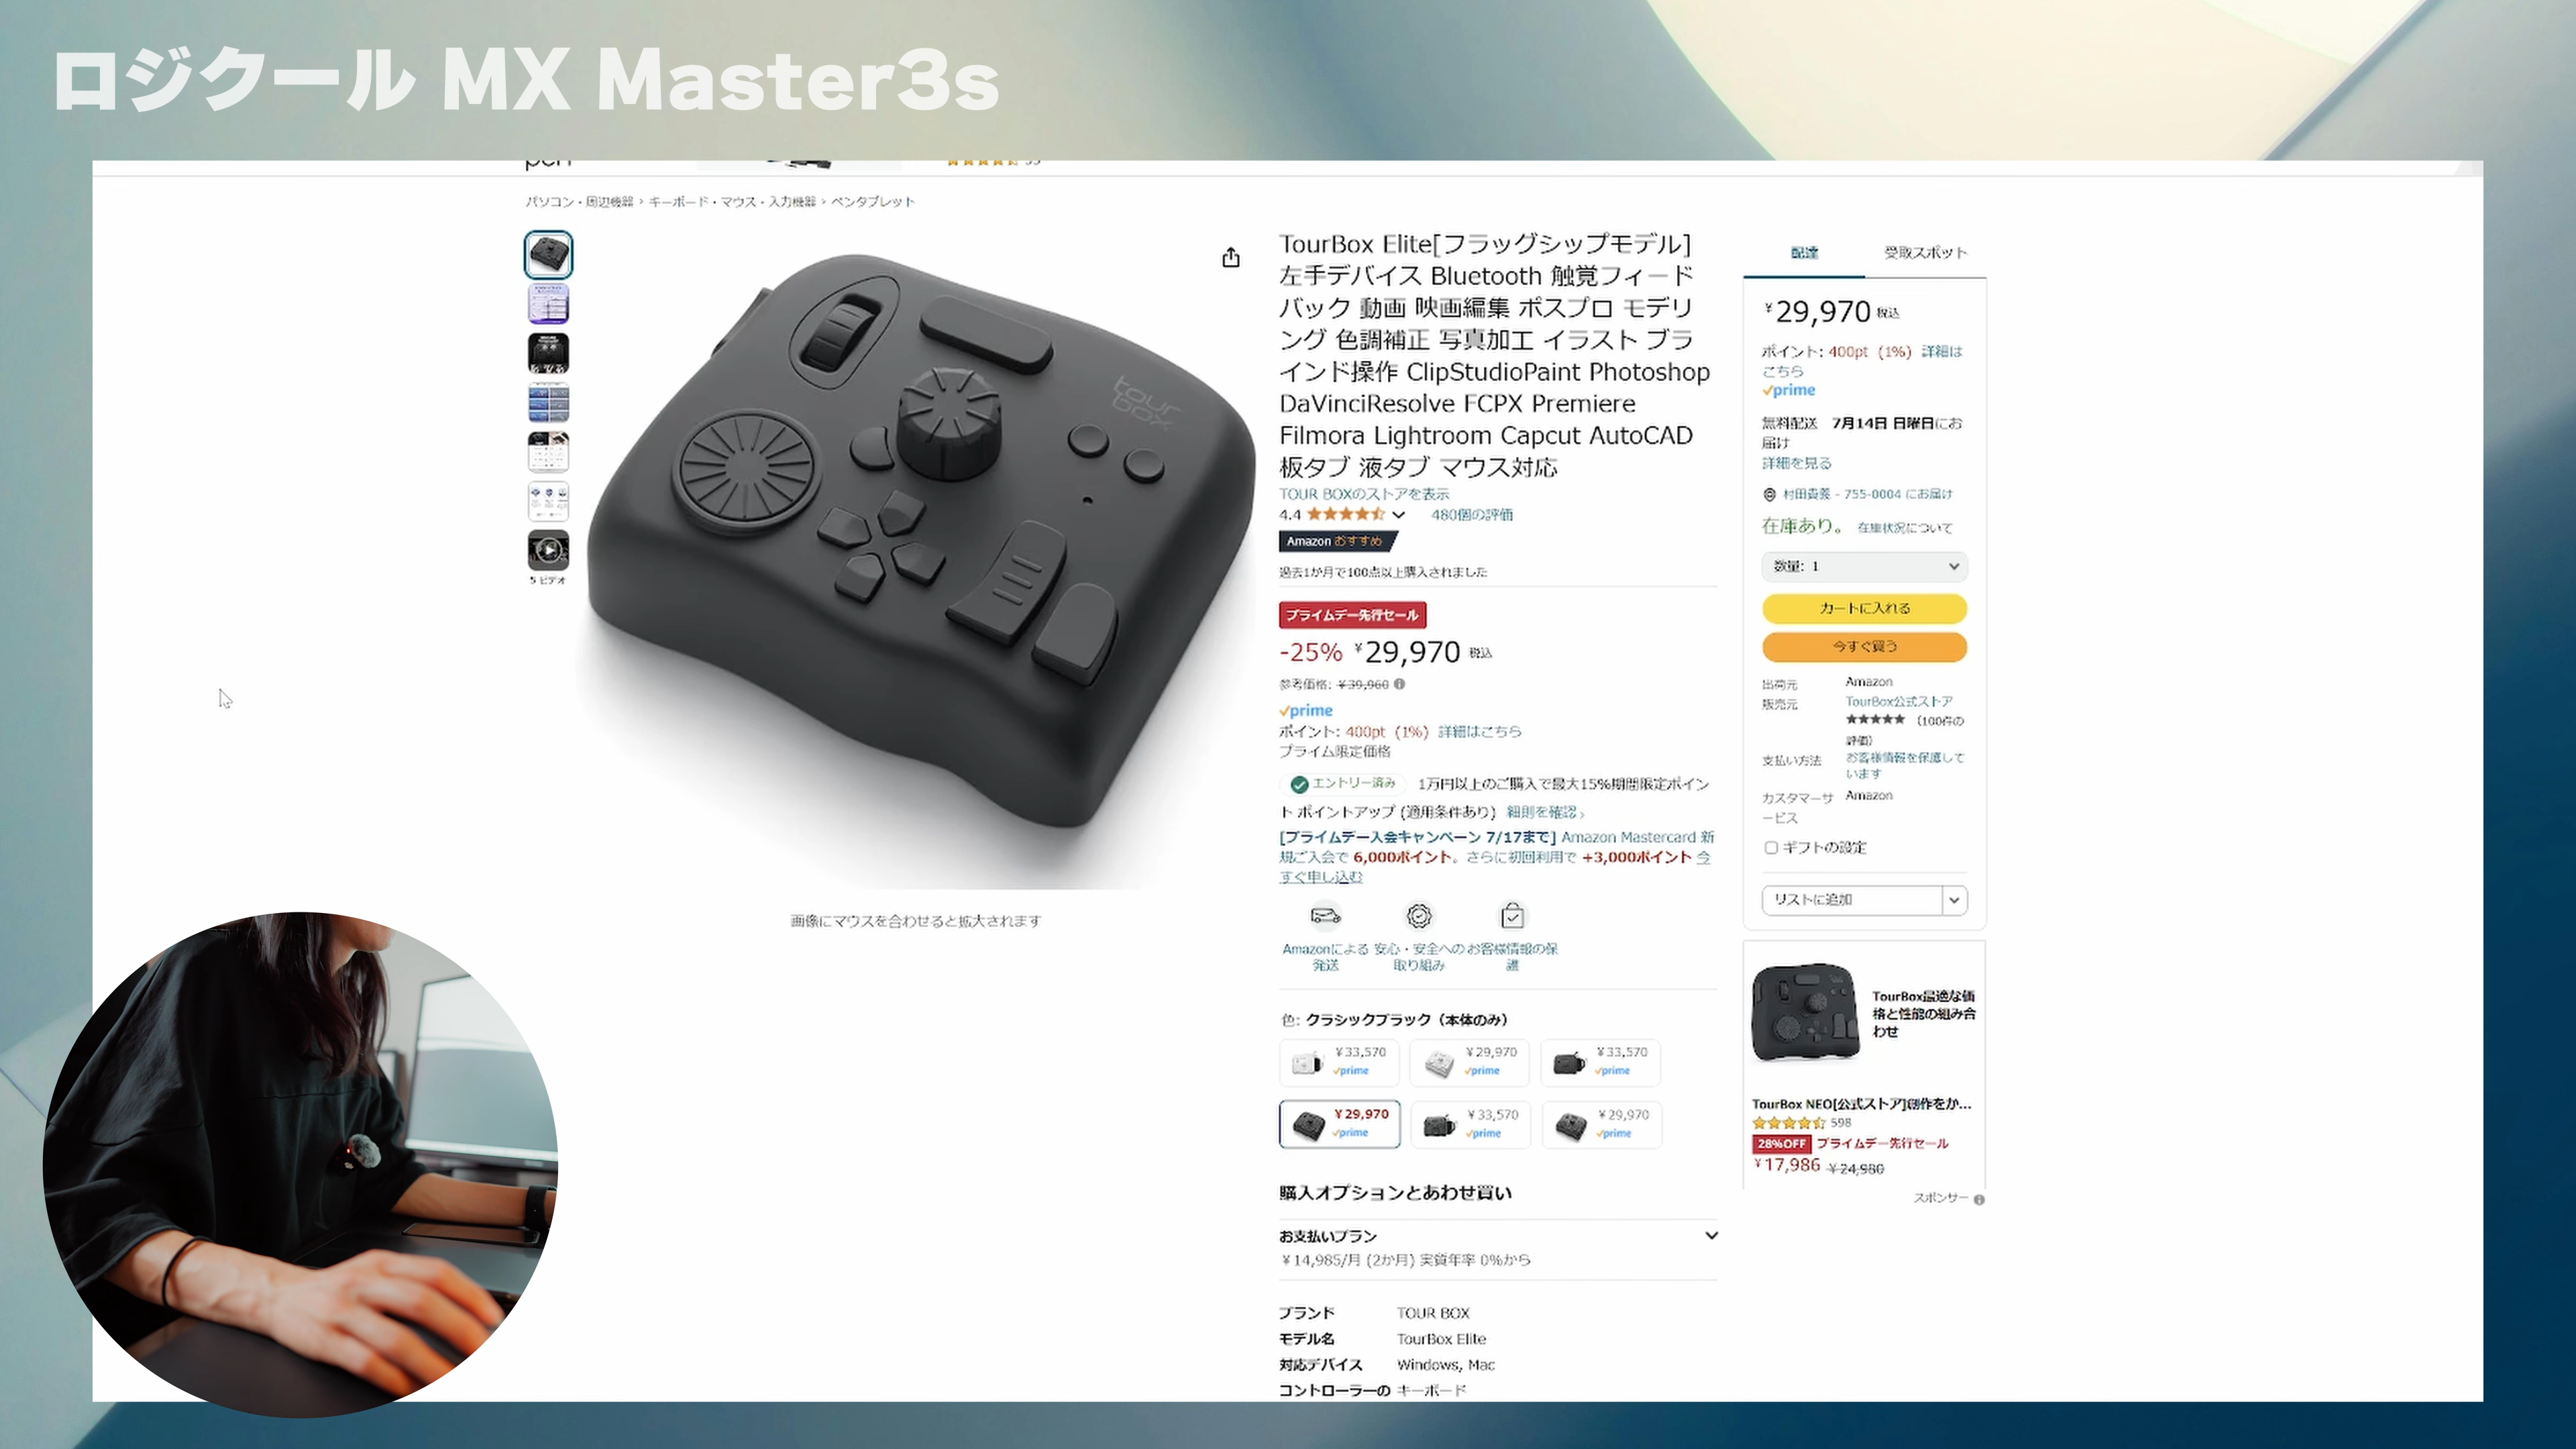 ロジクール MX Master3s
パソコン・周辺機器 › キーボード・マウス・入力機器 › ペンタブレット
5 ビデオ
tour
box
画像にマウスを合わせると拡大されます
TourBox Elite[フラッグシップモデル]
左手デバイス Bluetooth 触覚フィード
バック 動画 映画編集 ポスプロ モデリ
ング 色調補正 写真加工 イラスト ブラ
インド操作 ClipStudioPaint Photoshop
DaVinciResolve FCPX Premiere
Filmora Lightroom Capcut AutoCAD
板タブ 液タブ マウス対応
TOUR BOXのストアを表示
4.4 480個の評価
Amazon おすすめ
過去1か月で100点以上購入されました
プライムデー先行セール
-25% ￥29,970 税込
参考価格: ￥39,960
prime
ポイント: 400pt (1%) 詳細はこちら
プライム限定価格
エントリー済み 1万円以上のご購入で最大15%期間限定ポイン
ト ポイントアップ (適用条件あり) 細則を確認 ›
[プライムデー入会キャンペーン 7/17まで] Amazon Mastercard 新
規ご入会で 6,000ポイント。さらに初回利用で +3,000ポイント 今
すぐ申し込む
Amazonによる
発送
安心・安全への
取り組み
お客様情報の保
護
色: クラシックブラック（本体のみ）
￥33,570
prime
￥29,970
prime
￥33,570
prime
￥29,970
prime
￥33,570
prime
￥29,970
prime
購入オプションとあわせ買い
お支払いプラン
￥14,985/月 (2か月) 実質年率 0%から
ブランド TOUR BOX
モデル名 TourBox Elite
対応デバイス Windows, Mac
コントローラーの キーボード
配達 受取スポット
￥29,970 税込
ポイント: 400pt (1%) 詳細は
こちら
prime
無料配送 7月14日 日曜日にお
届け
詳細を見る
村田貴義 - 755-0004 にお届け
在庫あり。 在庫状況について
数量: 1
カートに入れる
今すぐ買う
出荷元 Amazon
販売元 TourBox公式ストア
★★★★★ (100件の
評価)
支払い方法 お客様情報を保護して
います
カスタマーサ Amazon
ービス
ギフトの設定
リストに追加
TourBox最適な価
格と性能の組み合
わせ
TourBox NEO[公式ストア]創作をか...
598
28%OFF プライムデー先行セール
￥17,986 ￥24,980
スポンサー